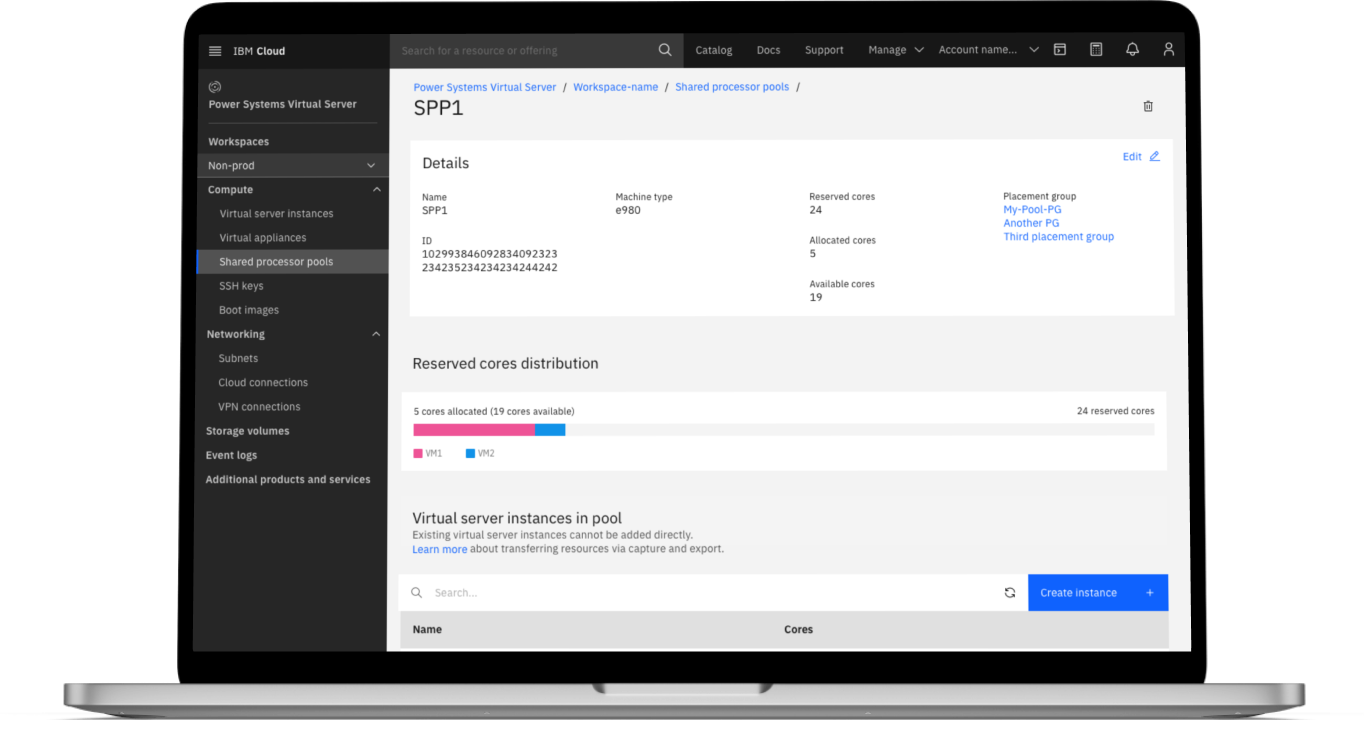 IBM Cloud
Search for a resource or offering
Catalog
Docs
Support
Manage
Account name...
Power Systems Virtual Server
Workspaces
Non-prod
Compute
Virtual server instances
Virtual appliances
Shared processor pools
SSH keys
Boot images
Networking
Subnets
Cloud connections
VPN connections
Storage volumes
Event logs
Additional products and services
Power Systems Virtual Server / Workspace-name / Shared processor pools /
SPP1
Details
Edit
Name
SPP1
ID
102993846092834092323
234235234234234244242
Machine type
e980
Reserved cores
24
Allocated cores
5
Available cores
19
Placement group
My-Pool-PG
Another PG
Third placement group
Reserved cores distribution
5 cores allocated (19 cores available)
24 reserved cores
VM1
VM2
Virtual server instances in pool
Existing virtual server instances cannot be added directly.
Learn more about transferring resources via capture and export.
Search...
Create instance +
Name
Cores